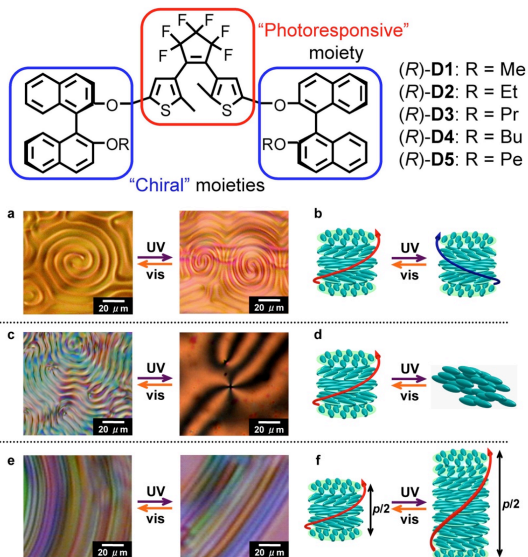 F F
F F
F F
"Photoresponsive"
moiety
O S S O
OR RO
"Chiral" moieties
(R)-D1: R = Me
(R)-D2: R = Et
(R)-D3: R = Pr
(R)-D4: R = Bu
(R)-D5: R = Pe
a
20 μm
UV
vis
20 μm
b
UV
vis
c
20 μm
UV
vis
20 μm
d
UV
vis
e
20 μm
UV
vis
20 μm
f
p/2
UV
vis
p/2